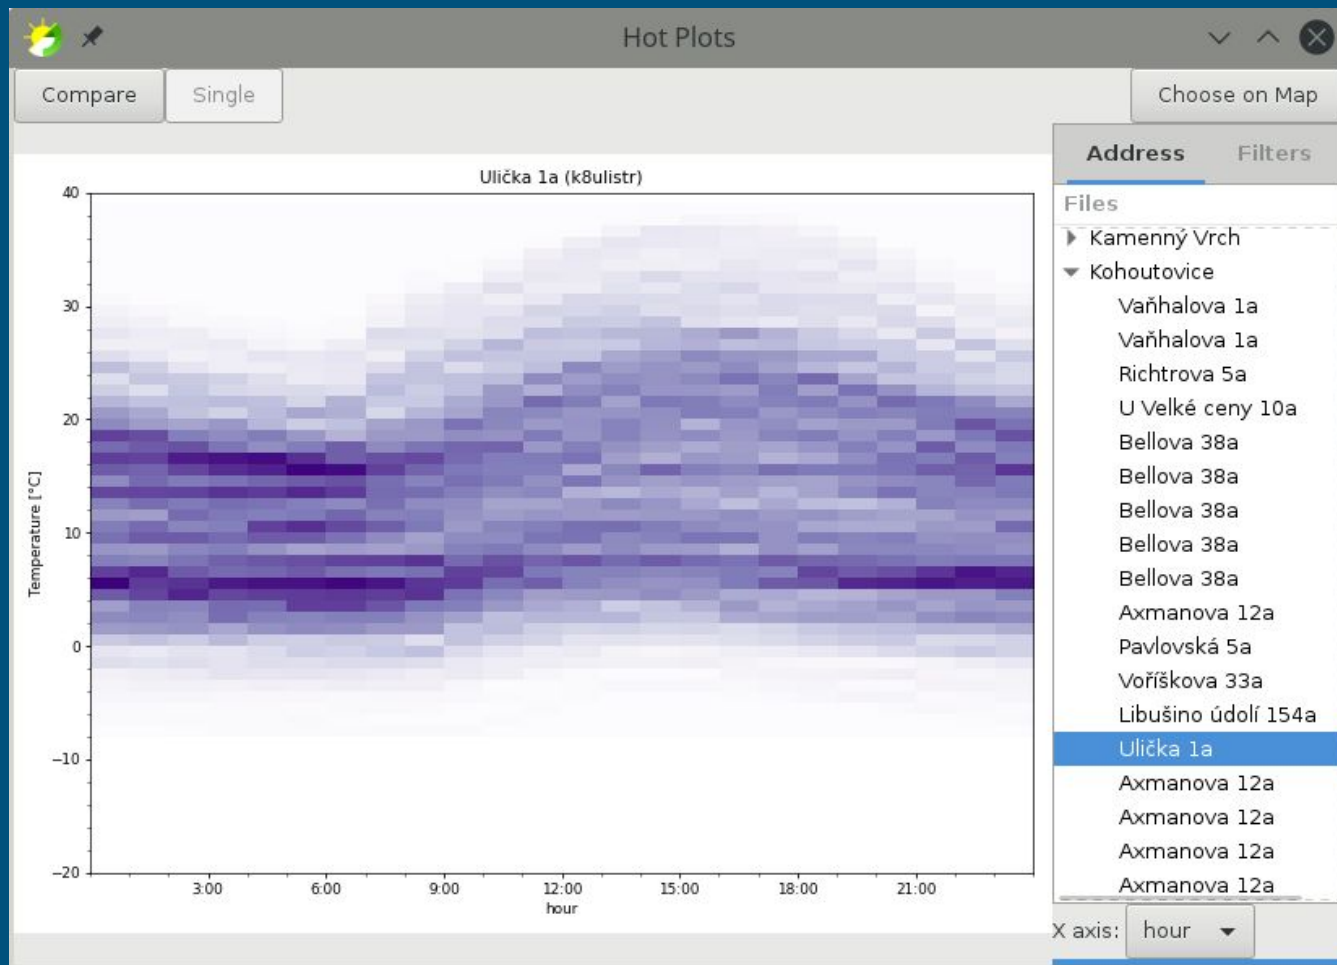 Hot Plots
Compare
Single
Choose on Map
Address
Filters
Files
Kamenný Vrch
Kohoutovice
Vaňhalova 1a
Vaňhalova 1a
Richtrova 5a
U Velké ceny 10a
Bellova 38a
Bellova 38a
Bellova 38a
Bellova 38a
Bellova 38a
Axmanova 12a
Pavlovská 5a
Voříškova 33a
Libušino údolí 154a
Ulička 1a
Axmanova 12a
Axmanova 12a
Axmanova 12a
Axmanova 12a
X axis: hour
Ulička 1a (k8ulistr)
Temperature [°C]
40
30
20
10
0
−10
−20
3:00 6:00 9:00 12:00 15:00 18:00 21:00
hour